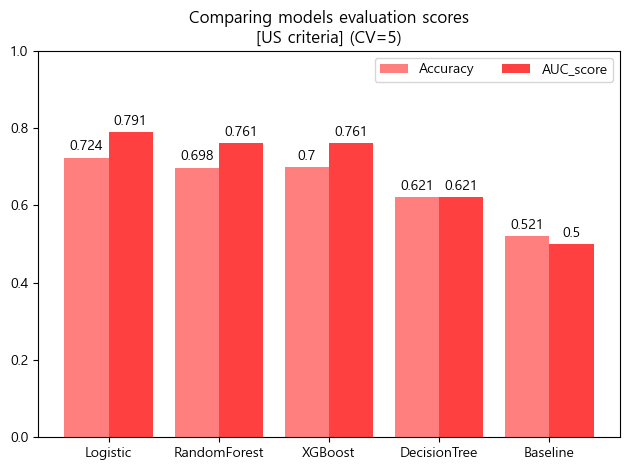 Comparing models evaluation scores
[US criteria] (CV=5)
Accuracy
AUC_score
1.0
0.8
0.6
0.4
0.2
0.0
0.724
0.791
0.698
0.761
0.7
0.761
0.621
0.621
0.521
0.5
Logistic
RandomForest
XGBoost
DecisionTree
Baseline